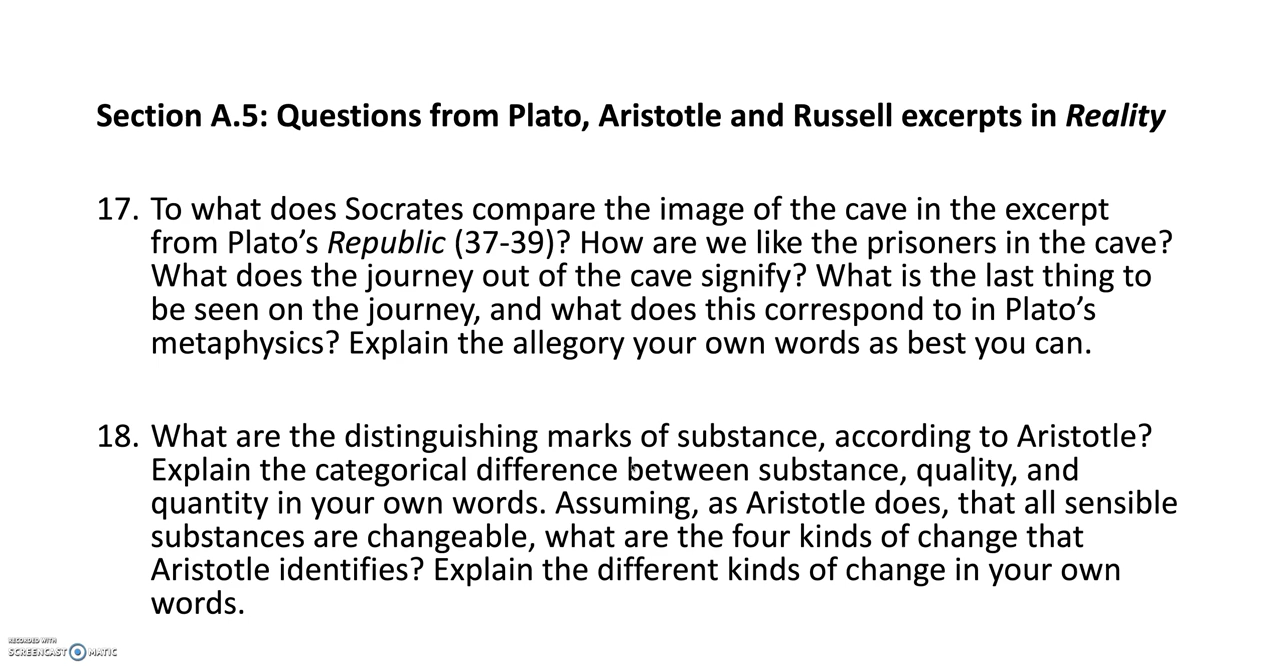 Section A.5: Questions from Plato, Aristotle and Russell excerpts in Reality
17. To what does Socrates compare the image of the cave in the excerpt
from Plato’s Republic (37-39)? How are we like the prisoners in the cave?
What does the journey out of the cave signify? What is the last thing to
be seen on the journey, and what does this correspond to in Plato’s
metaphysics? Explain the allegory your own words as best you can.
18. What are the distinguishing marks of substance, according to Aristotle?
Explain the categorical difference between substance, quality, and
quantity in your own words. Assuming, as Aristotle does, that all sensible
substances are changeable, what are the four kinds of change that
Aristotle identifies? Explain the different kinds of change in your own
words.
RECORDED WITH
SCREENCAST MATIC